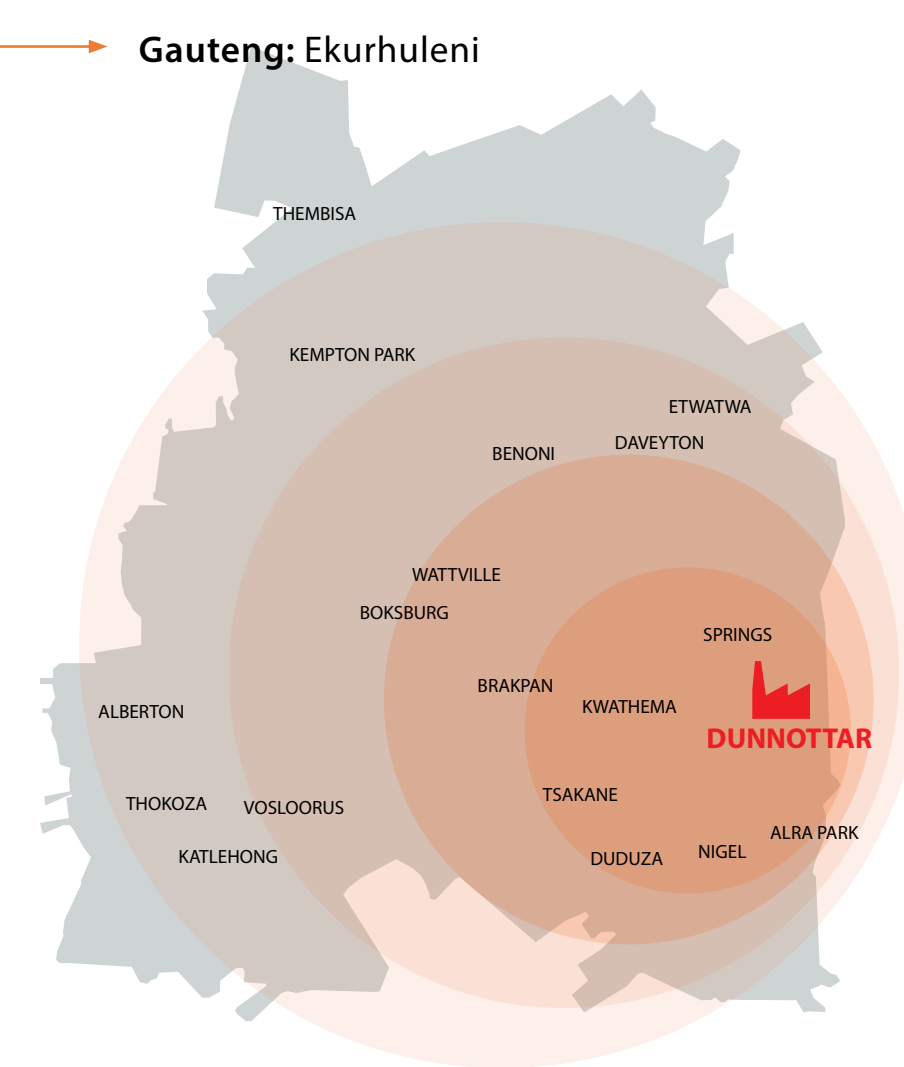 Gauteng: Ekurhuleni
THEMBISA
KEMPTON PARK
ETWATWA
DAVEYTON
BENONI
WATTVILLE
BOKSBURG
SPRINGS
BRAKPAN
KWATHEMA
ALBERTON
DUNNOTTAR
TSAKANE
THOKOZA
VOSLOORUS
ALRA PARK
NIGEL
KATLEHONG
DUDUZA